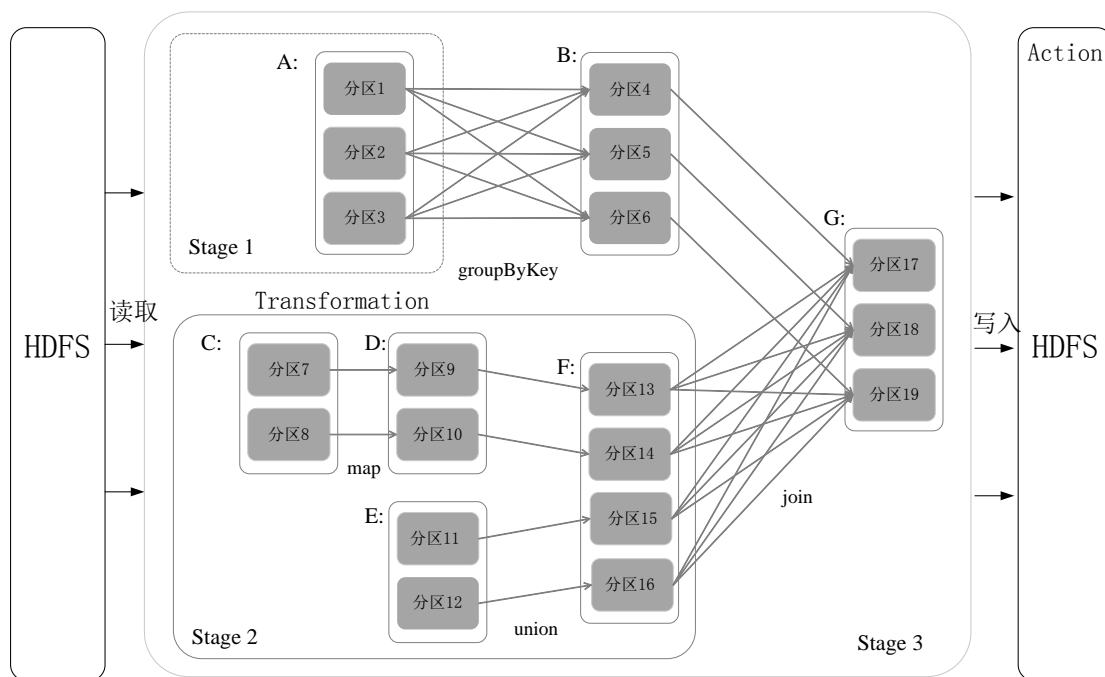 HDFS
读取
A:
分区1
分区2
分区3
Stage 1
B:
分区4
分区5
分区6
groupByKey
Transformation
C:
分区7
分区8
map
D:
分区9
分区10
E:
分区11
分区12
union
F:
分区13
分区14
分区15
分区16
Stage 2
G:
分区17
分区18
分区19
join
Stage 3
写入
Action
HDFS